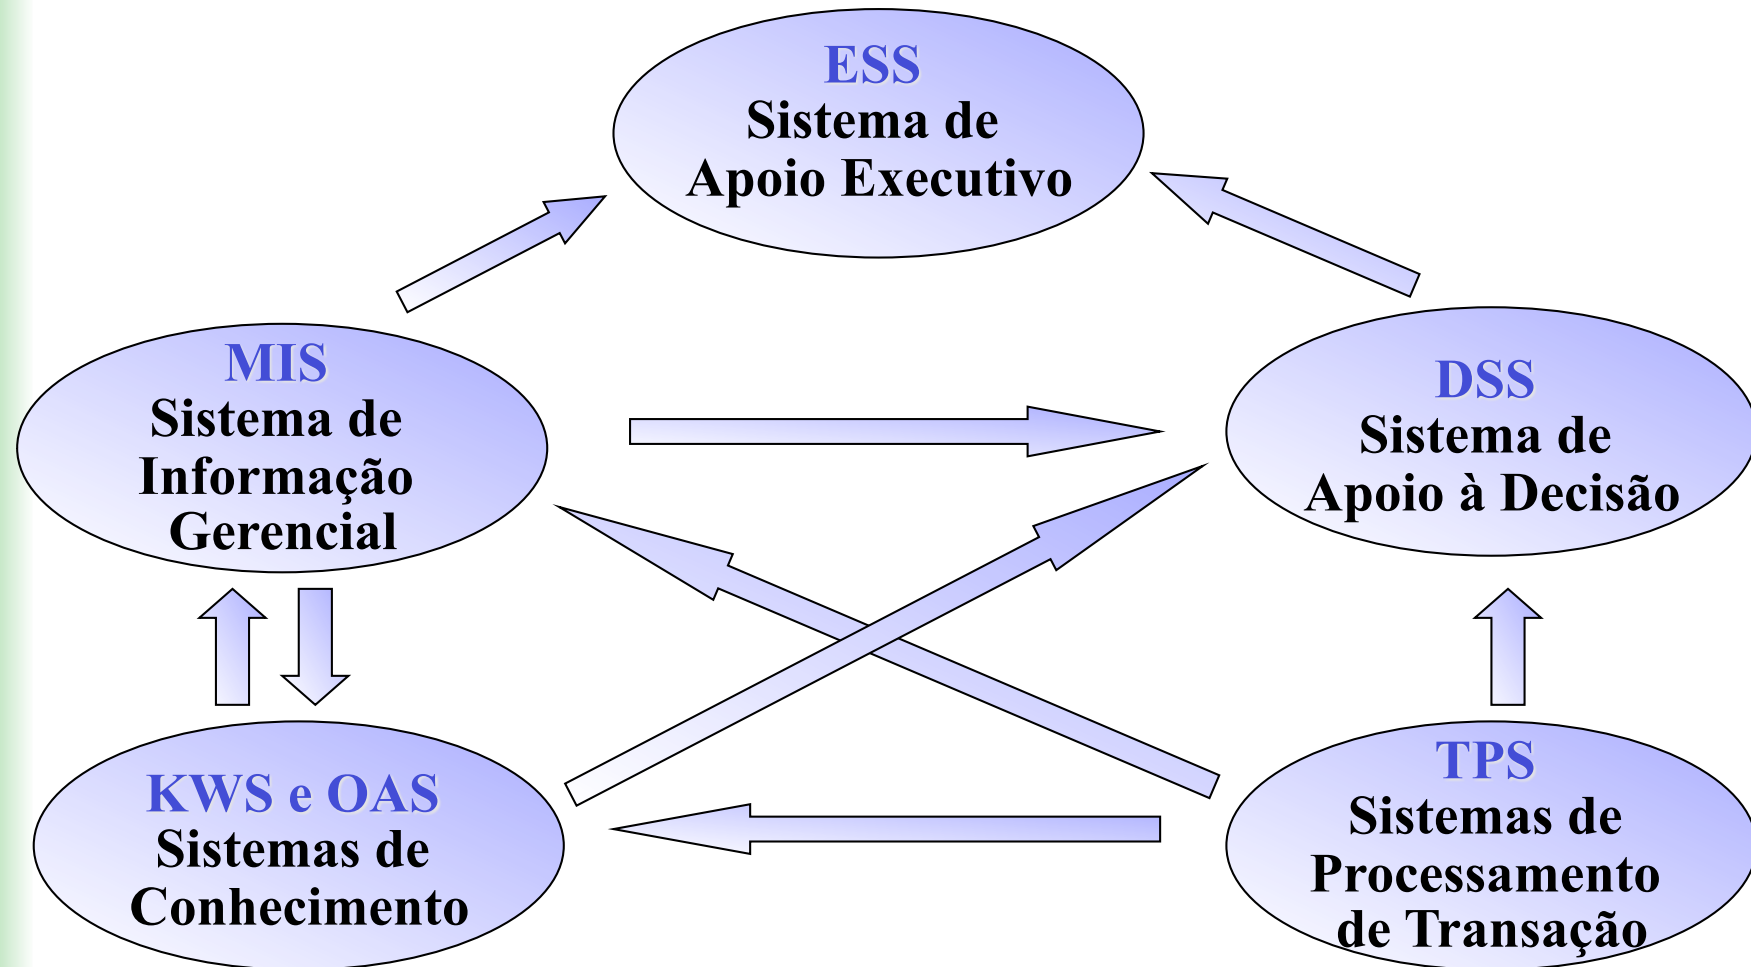 ESS
Sistema de
Apoio Executivo
MIS
Sistema de
Informação
Gerencial
DSS
Sistema de
Apoio à Decisão
KWS e OAS
Sistemas de
Conhecimento
TPS
Sistemas de
Processamento
de Transação